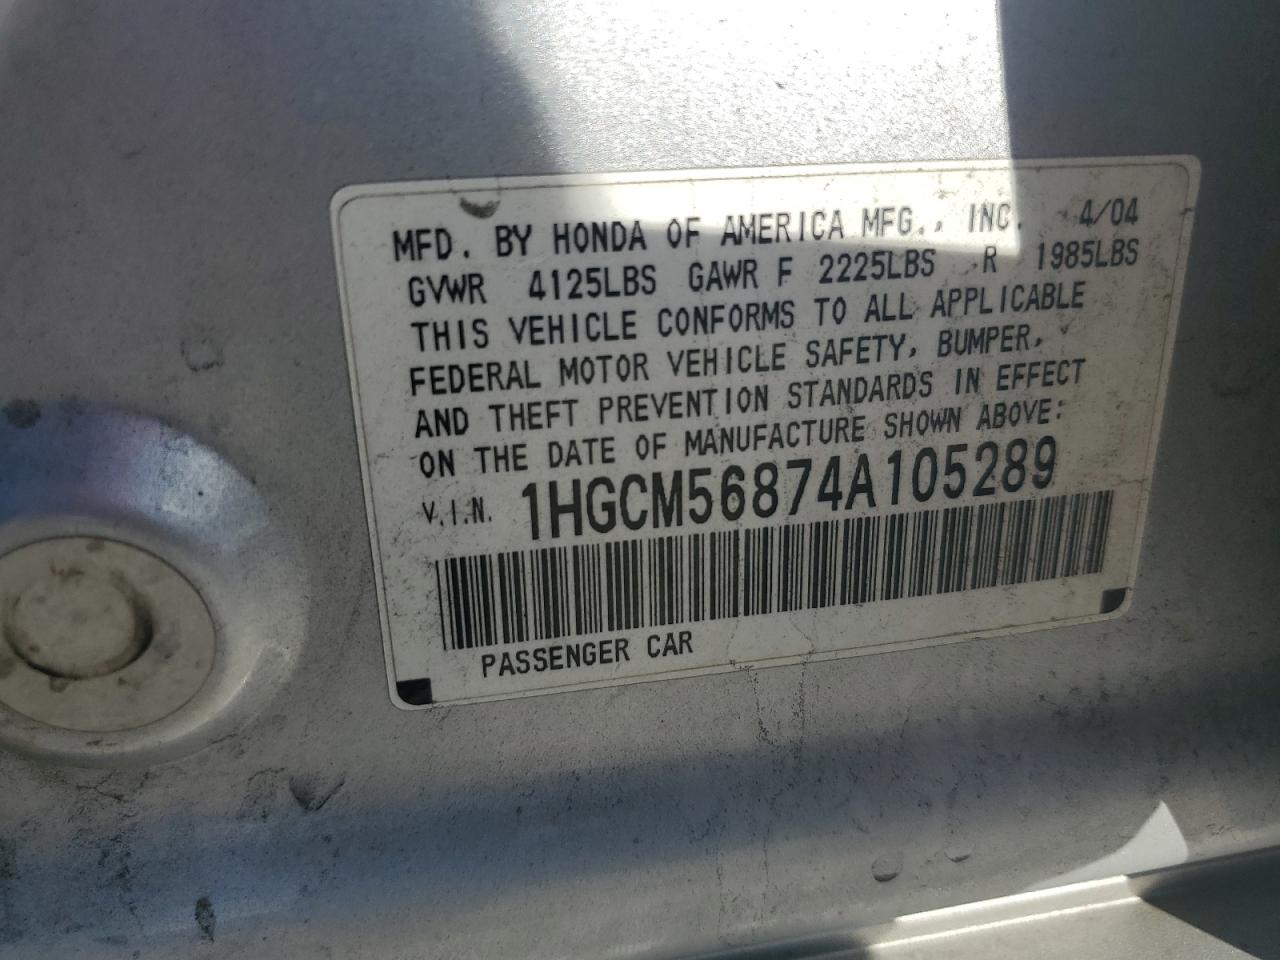 MFD. BY HONDA OF AMERICA MFG., INC. 4/04
GVWR 4125LBS GAWR F 2225LBS R 1985LBS
THIS VEHICLE CONFORMS TO ALL APPLICABLE
FEDERAL MOTOR VEHICLE SAFETY, BUMPER,
AND THEFT PREVENTION STANDARDS IN EFFECT
ON THE DATE OF MANUFACTURE SHOWN ABOVE:
V.I.N. 1HGCM56874A105289
PASSENGER CAR